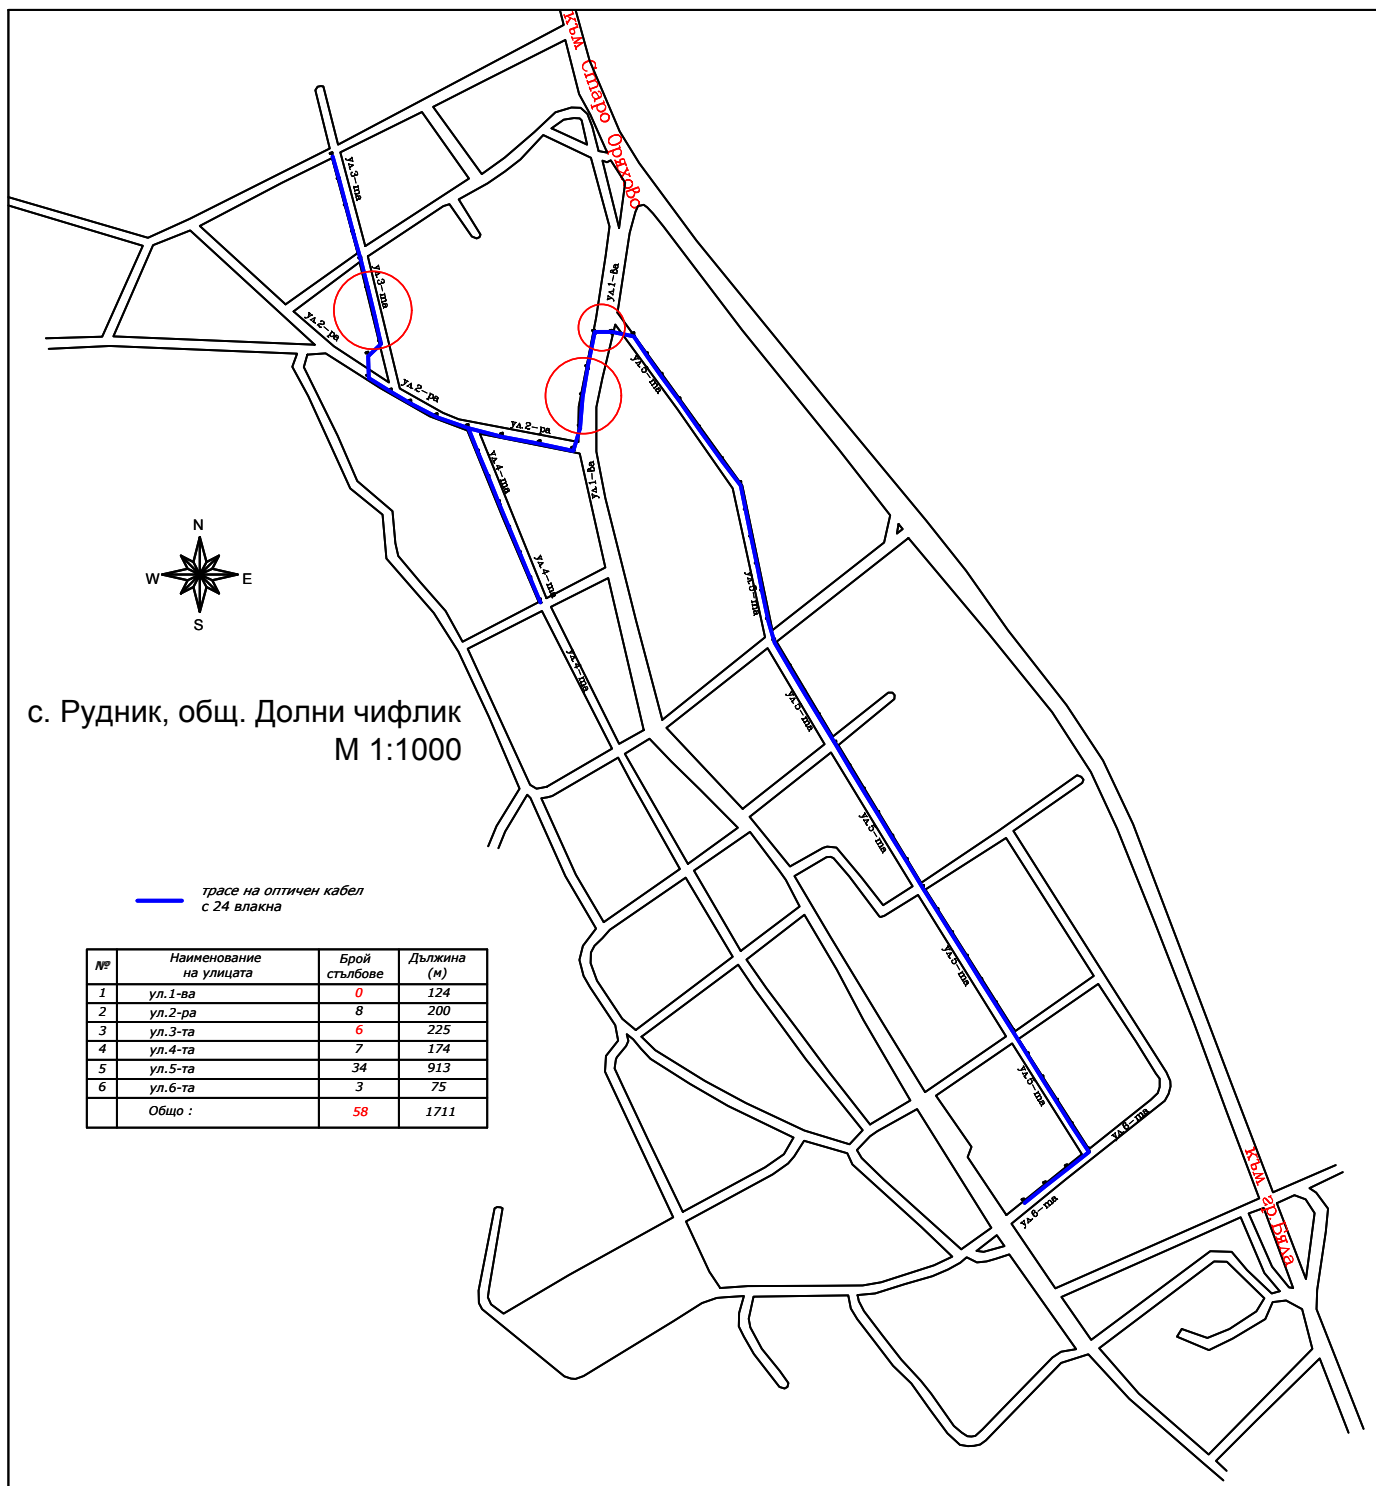 към Старо Оряхово
ул.3-та
ул.3-та
ул.1-ва
ул.2-ра
ул.5-та
ул.2-ра
ул.2-ра
ул.4-та
ул.1-ва
N
W E
S
ул.4-та
ул.5-та
ул.4-та
ул.5-та
с. Рудник, общ. Долни чифлик
М 1:1000
ул.5-та
трасе на оптичен кабел
с 24 влакна
ул.5-та
№ Наименование на улицата Брой стълбове Дължина (м)
1 ул.1-ва 0 124
2 ул.2-ра 8 200
3 ул.3-та 6 225
4 ул.4-та 7 174
5 ул.5-та 34 913
6 ул.6-та 3 75
Общо : 58 1711
ул.5-та
ул.6-та
ул.6-та
към гр.Бяла